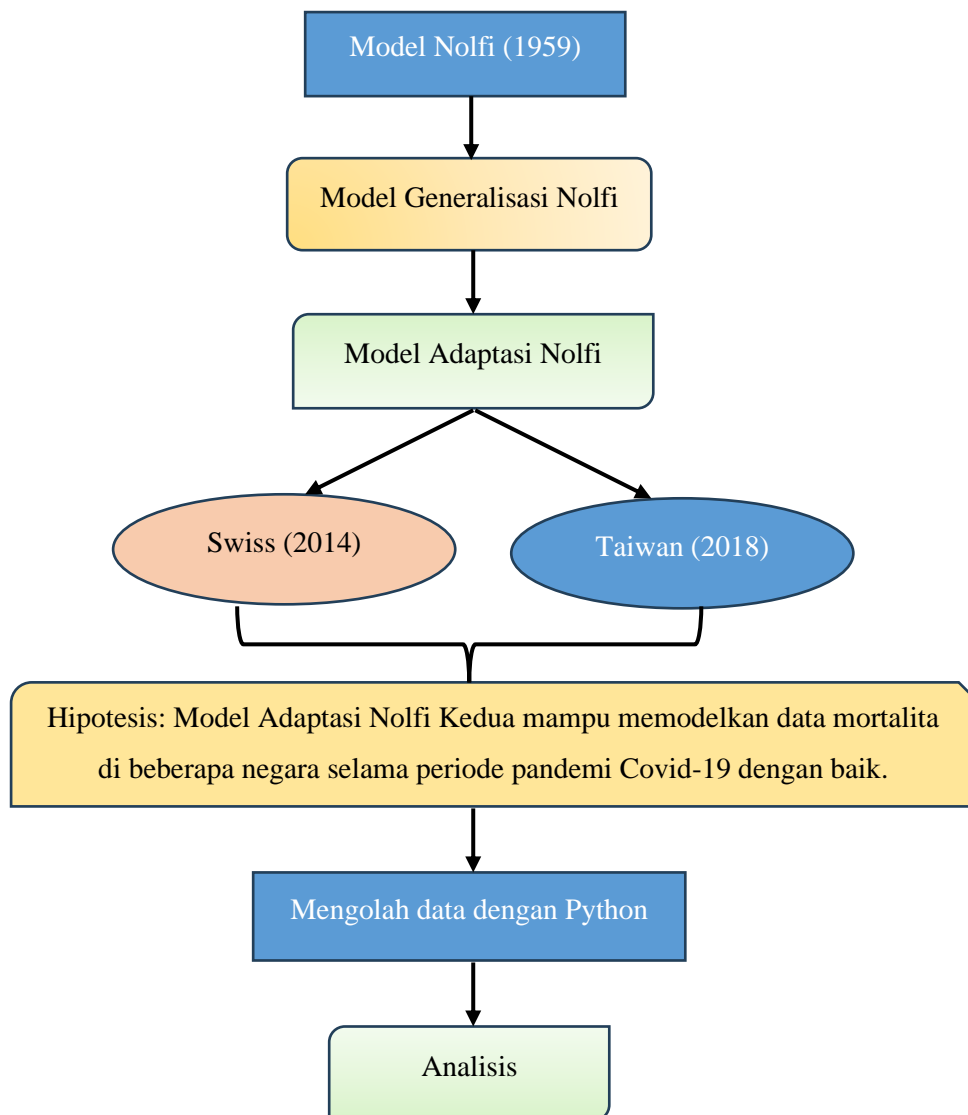 Model Nolfi (1959)
Model Generalisasi Nolfi
Model Adaptasi Nolfi
Swiss (2014)
Taiwan (2018)
Hipotesis: Model Adaptasi Nolfi Kedua mampu memodelkan data mortalita
di beberapa negara selama periode pandemi Covid-19 dengan baik.
Mengolah data dengan Python
Analisis